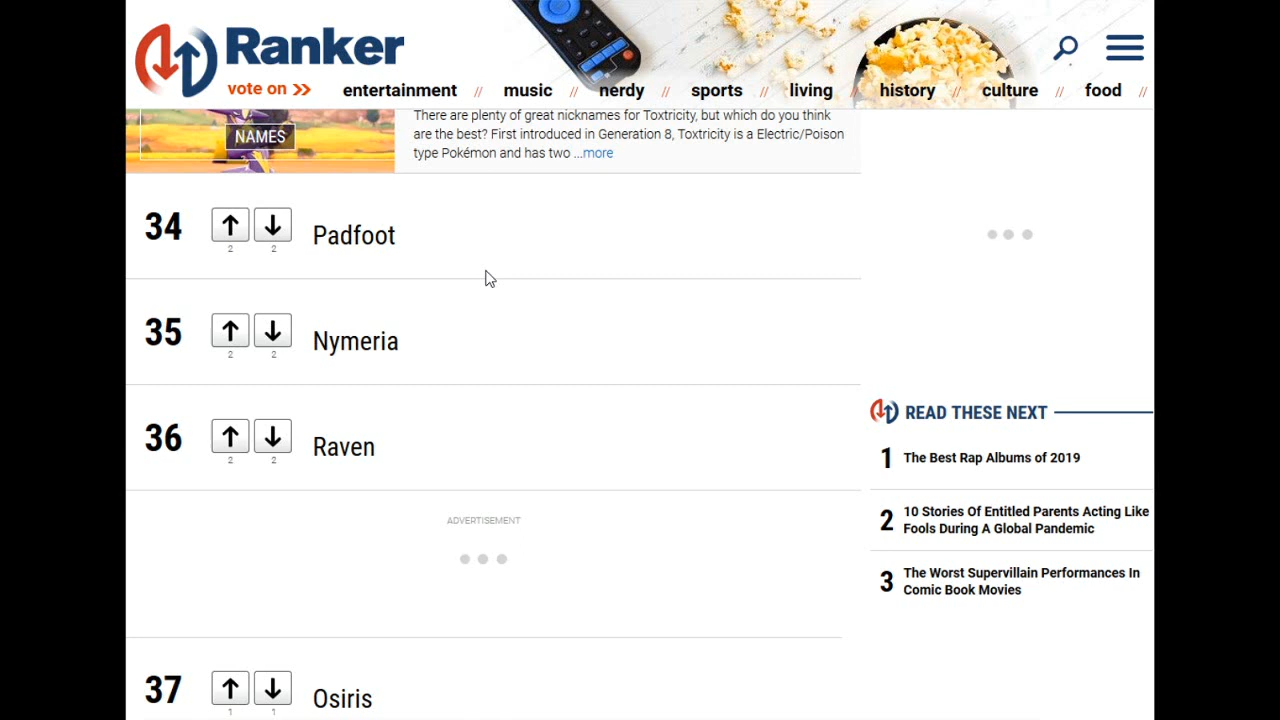 Ranker
vote on
entertainment // music // nerdy // sports // living // history // culture // food //
NAMES
There are plenty of great nicknames for Toxtricity, but which do you think
are the best? First introduced in Generation 8, Toxtricity is a Electric/Poison
type Pokémon and has two ...more
34
2 2
Padfoot
35
2 2
Nymeria
36
2 2
Raven
ADVERTISEMENT
37
1 1
Osiris
READ THESE NEXT
1 The Best Rap Albums of 2019
2 10 Stories Of Entitled Parents Acting Like
Fools During A Global Pandemic
3 The Worst Supervillain Performances In
Comic Book Movies